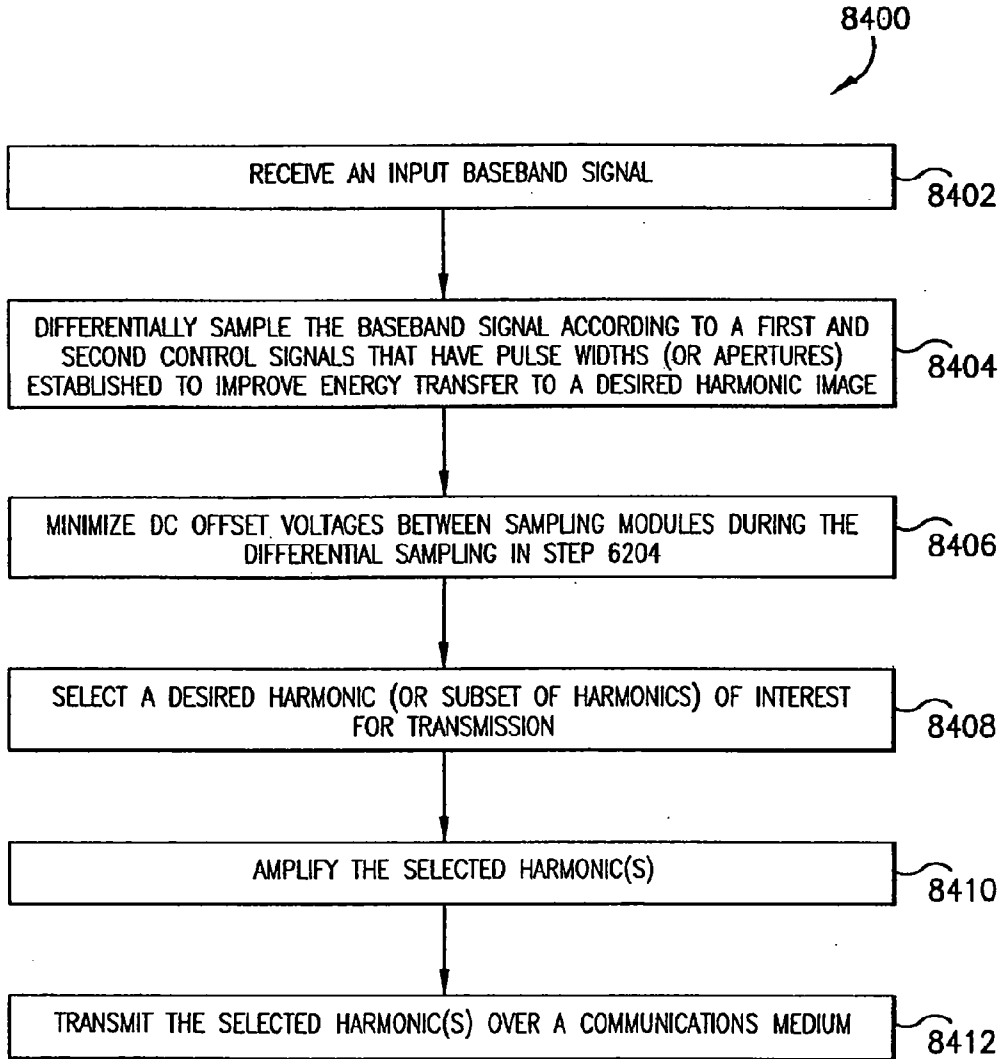 8400
RECEIVE AN INPUT BASEBAND SIGNAL
8402
DIFFERENTIALLY SAMPLE THE BASEBAND SIGNAL ACCORDING TO A FIRST AND
SECOND CONTROL SIGNALS THAT HAVE PULSE WIDTHS (OR APERTURES)
ESTABLISHED TO IMPROVE ENERGY TRANSFER TO A DESIRED HARMONIC IMAGE
8404
MINIMIZE DC OFFSET VOLTAGES BETWEEN SAMPLING MODULES DURING THE
DIFFERENTIAL SAMPLING IN STEP 6204
8406
SELECT A DESIRED HARMONIC (OR SUBSET OF HARMONICS) OF INTEREST
FOR TRANSMISSION
8408
AMPLIFY THE SELECTED HARMONIC(S)
8410
TRANSMIT THE SELECTED HARMONIC(S) OVER A COMMUNICATIONS MEDIUM
8412